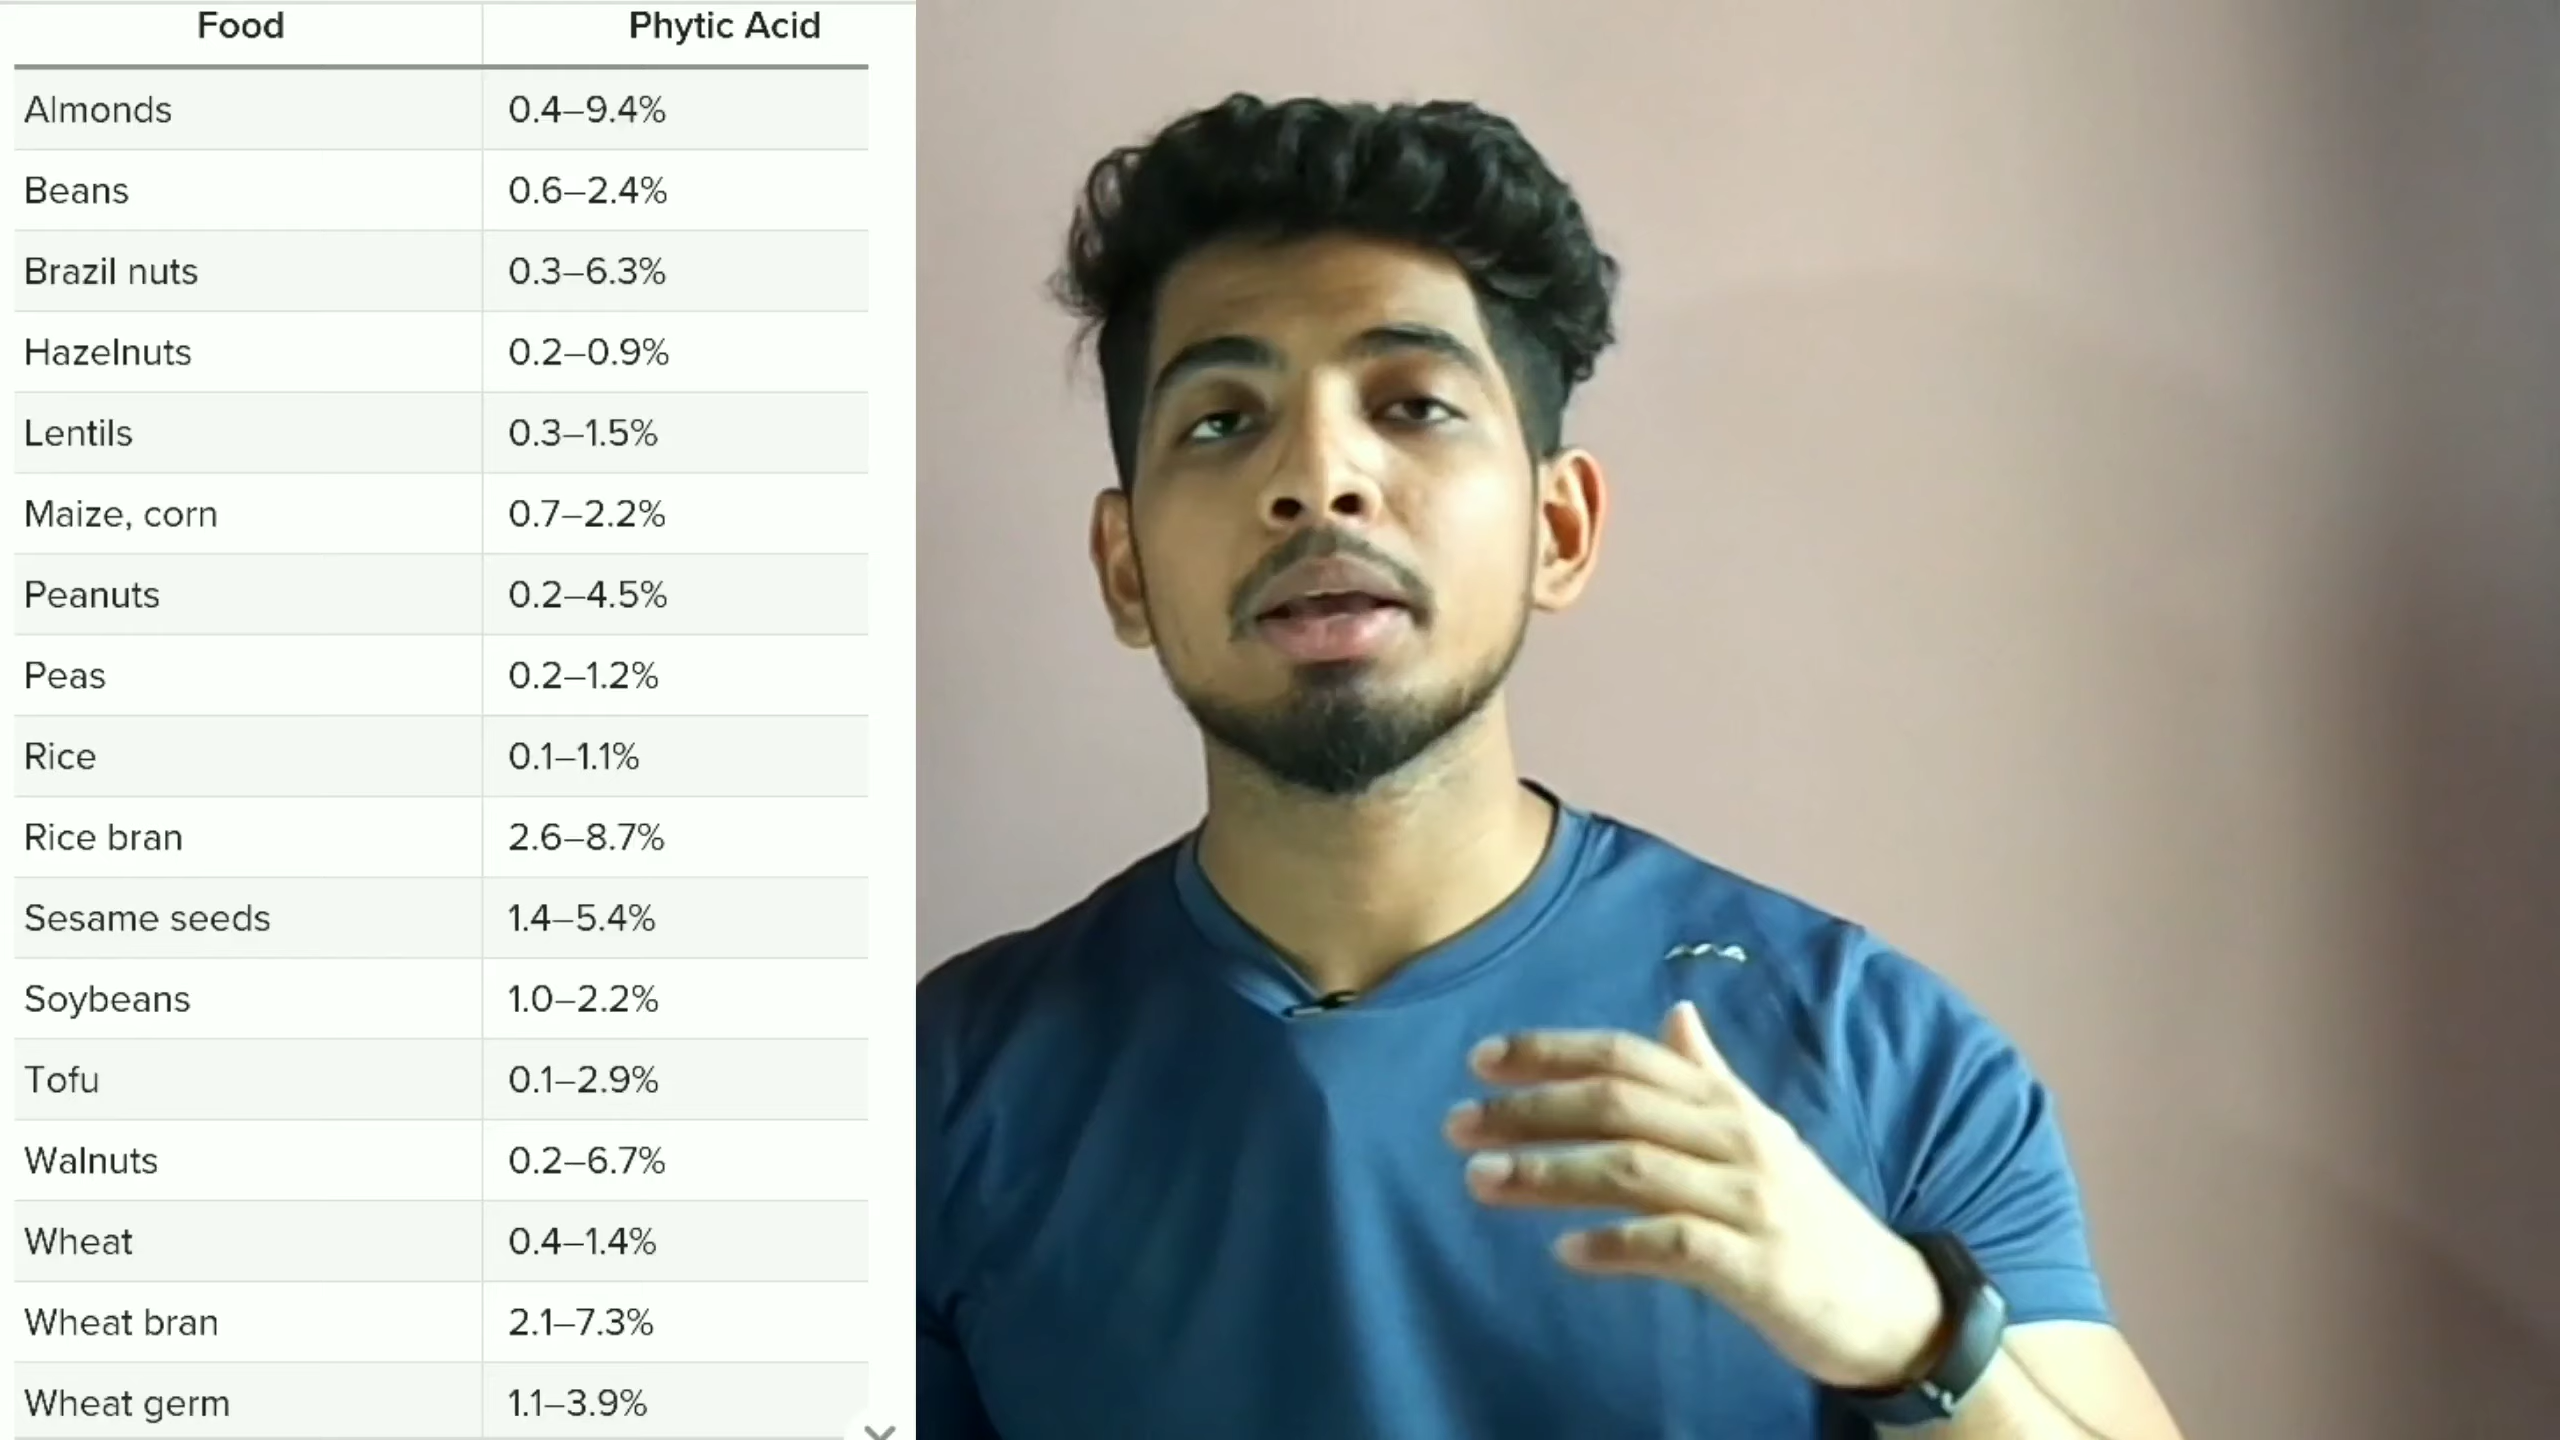 Food Phytic Acid
Almonds 0.4–9.4%
Beans 0.6–2.4%
Brazil nuts 0.3–6.3%
Hazelnuts 0.2–0.9%
Lentils 0.3–1.5%
Maize, corn 0.7–2.2%
Peanuts 0.2–4.5%
Peas 0.2–1.2%
Rice 0.1–1.1%
Rice bran 2.6–8.7%
Sesame seeds 1.4–5.4%
Soybeans 1.0–2.2%
Tofu 0.1–2.9%
Walnuts 0.2–6.7%
Wheat 0.4–1.4%
Wheat bran 2.1–7.3%
Wheat germ 1.1–3.9%